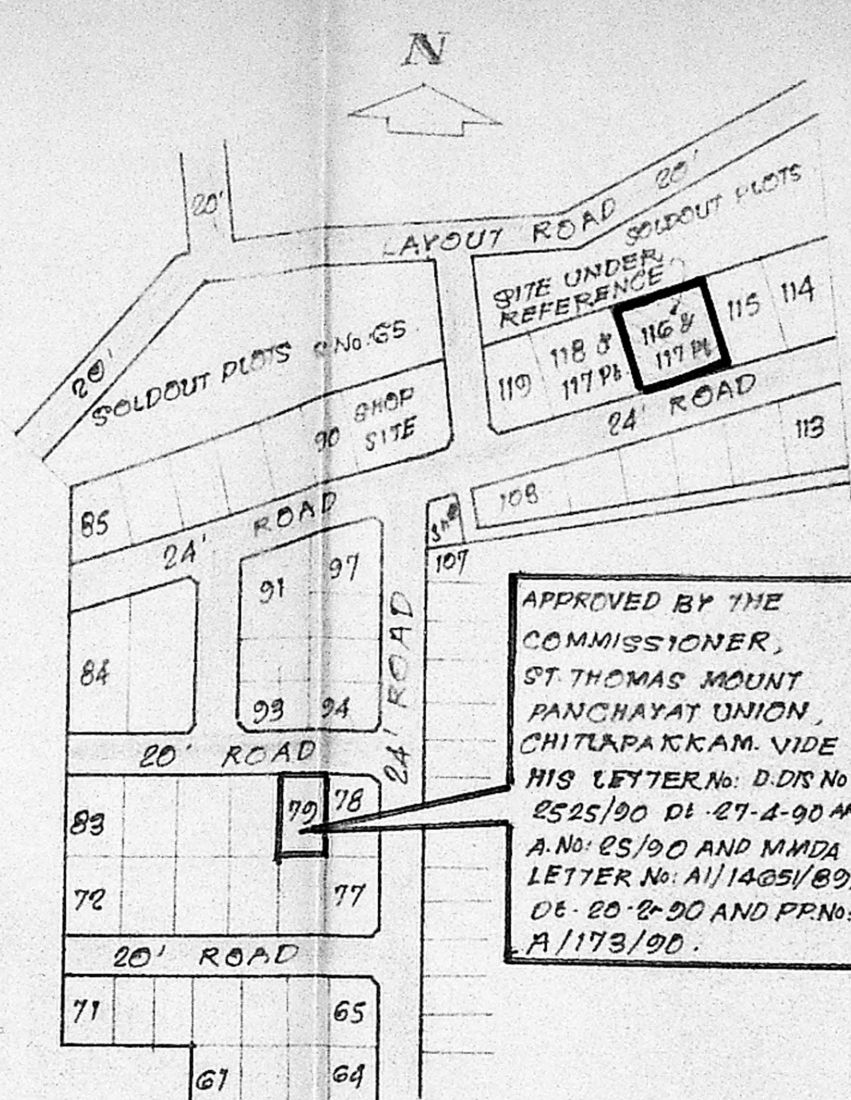 N
20'
20'
LAYOUT ROAD
SOLDOUT PLOTS
SITE UNDER
REFERENCE
20'
SOLDOUT PLOTS S.No:65
119
118 &
117 Pt
116 &
117 Pt
115
114
24' ROAD
90
SHOP
SITE
85
24' ROAD
108
113
107
91
97
84
93
94
24' ROAD
20' ROAD
83
79
78
72
77
20' ROAD
71
65
67
64
APPROVED BY THE
COMMISSIONER,
ST. THOMAS MOUNT
PANCHAYAT UNION,
CHITLAPAKKAM. VIDE
HIS LETTER No: D.DIS No
2525/90 Dt. 27-4-90
A.No: 25/90 AND MMDA
LETTER No: A1/14651/89,
Dt. 20-2-90 AND P.P.No:
A/173/90.